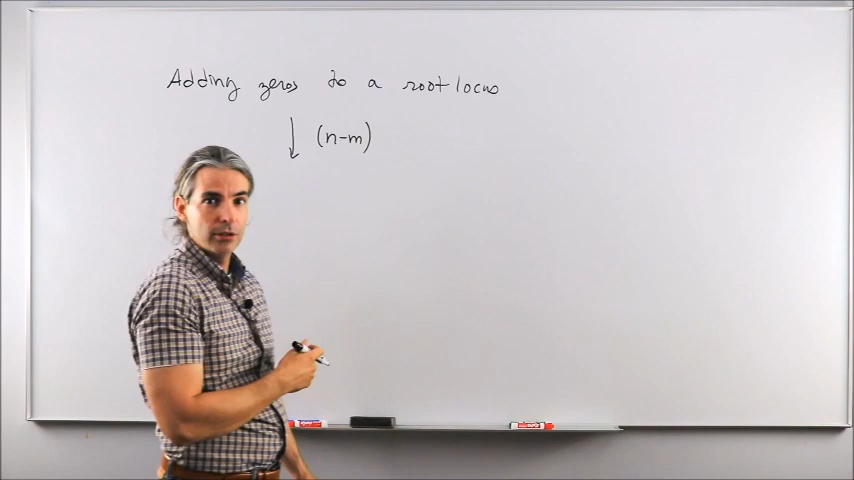 Adding zeros to a root locus
↓ (n-m)